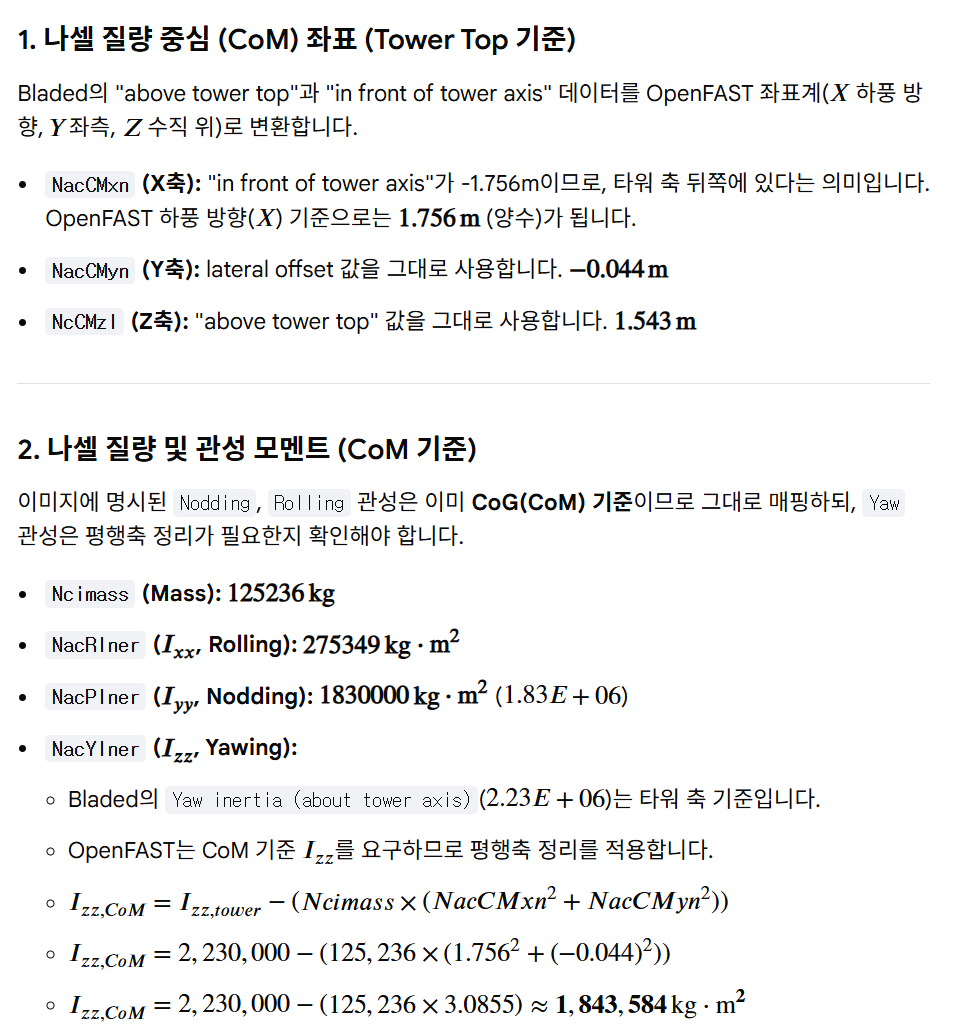 1. 나셀 질량 중심 (CoM) 좌표 (Tower Top 기준)
Bladed의 "above tower top"과 "in front of tower axis" 데이터를 OpenFAST 좌표계(X 하풍 방
향, Y 좌측, Z 수직 위)로 변환합니다.
• NacCMxn (X축): "in front of tower axis"가 -1.756m이므로, 타워 축 뒤쪽에 있다는 의미입니다.
OpenFAST 하풍 방향(X) 기준으로는 1.756 m (양수)가 됩니다.
• NacCMyn (Y축): lateral offset 값을 그대로 사용합니다. −0.044 m
• NcCMzl (Z축): "above tower top" 값을 그대로 사용합니다. 1.543 m
2. 나셀 질량 및 관성 모멘트 (CoM 기준)
이미지에 명시된 Nodding, Rolling 관성은 이미 CoG(CoM) 기준이므로 그대로 매핑하되, Yaw
관성은 평행축 정리가 필요한지 확인해야 합니다.
• Ncimass (Mass): 125236 kg
• NacRIner (I_xx, Rolling): 275349 kg · m²
• NacPIner (I_yy, Nodding): 1830000 kg · m² (1.83E + 06)
• NacYIner (I_zz, Yawing):
◦ Bladed의 Yaw inertia (about tower axis) (2.23E + 06)는 타워 축 기준입니다.
◦ OpenFAST는 CoM 기준 I_zz를 요구하므로 평행축 정리를 적용합니다.
◦ I_zz,CoM = I_zz,tower − (Ncimass × (NacCMxn² + NacCMyn²))
◦ I_zz,CoM = 2,230,000 − (125,236 × (1.756² + (−0.044)²))
◦ I_zz,CoM = 2,230,000 − (125,236 × 3.0855) ≈ 1,843,584 kg · m²